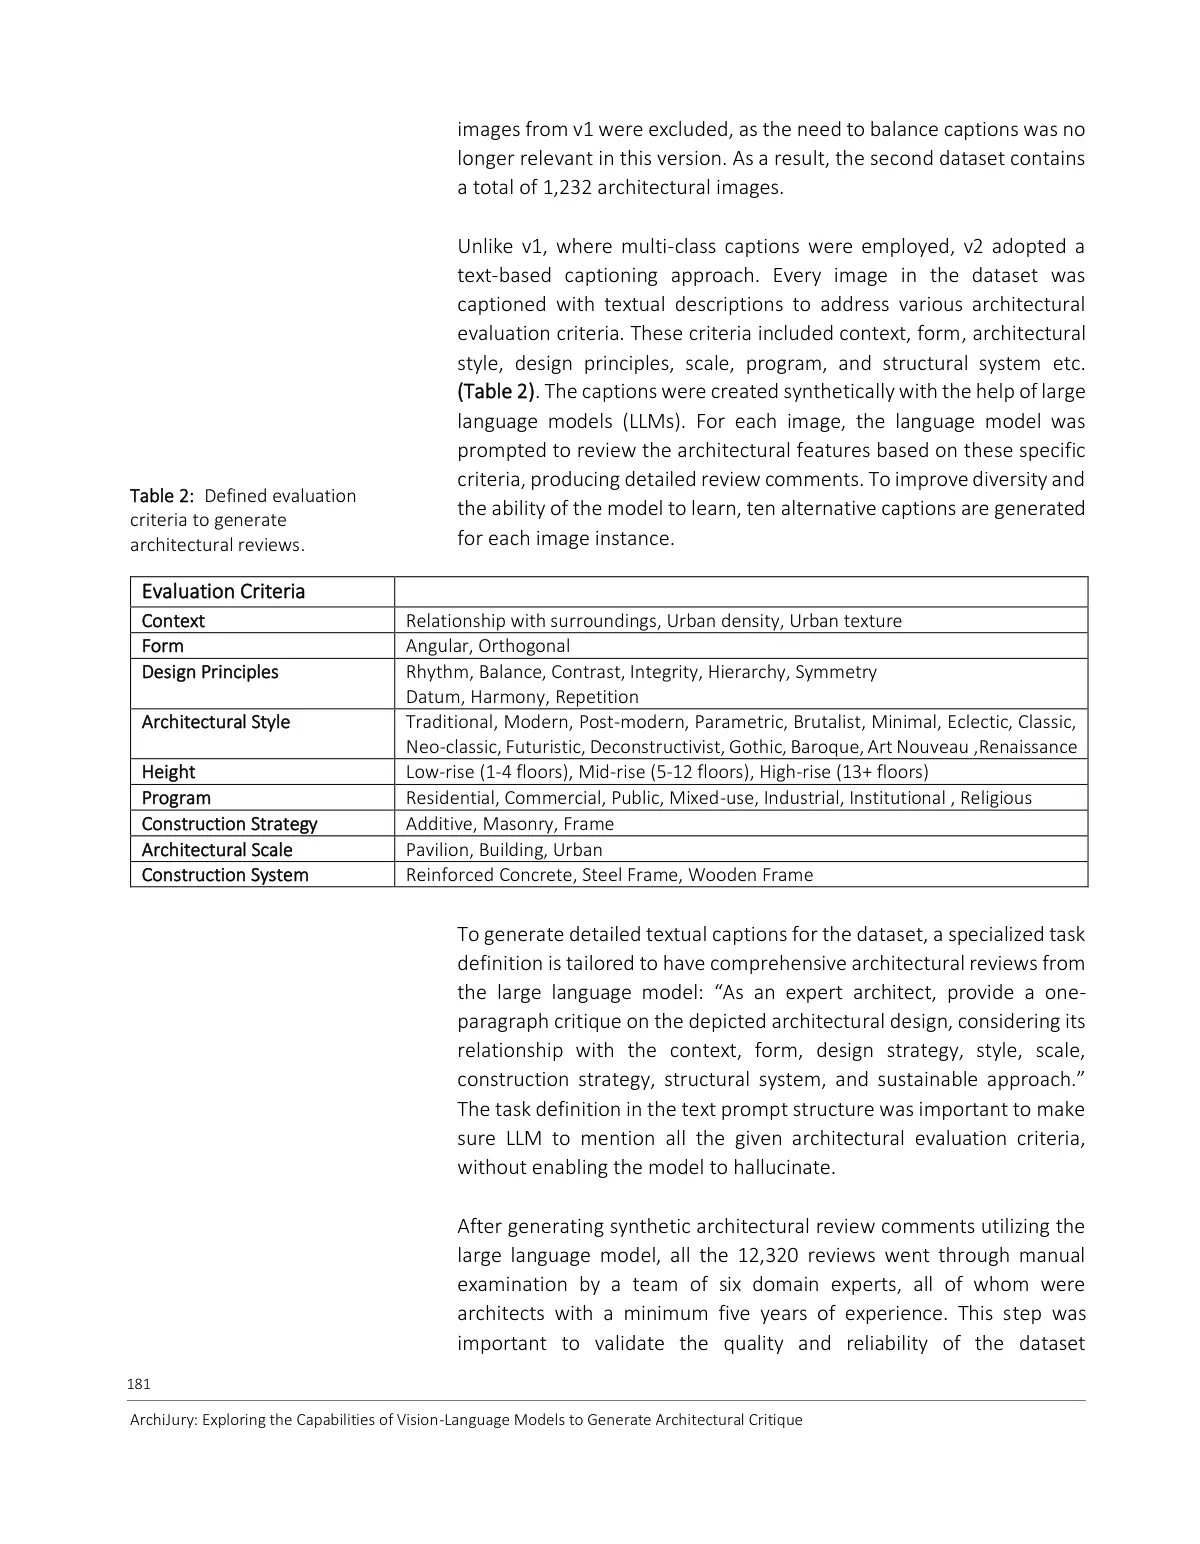 images from v1 were excluded, as the need to balance captions was no
longer relevant in this version. As a result, the second dataset contains
a total of 1,232 architectural images.
Unlike v1, where multi-class captions were employed, v2 adopted a
text-based captioning approach. Every image in the dataset was
captioned with textual descriptions to address various architectural
evaluation criteria. These criteria included context, form, architectural
style, design principles, scale, program, and structural system etc.
(Table 2). The captions were created synthetically with the help of large
language models (LLMs). For each image, the language model was
prompted to review the architectural features based on these specific
criteria, producing detailed review comments. To improve diversity and
the ability of the model to learn, ten alternative captions are generated
for each image instance.
Table 2: Defined evaluation
criteria to generate
architectural reviews.
Evaluation Criteria
Context Relationship with surroundings, Urban density, Urban texture
Form Angular, Orthogonal
Design Principles Rhythm, Balance, Contrast, Integrity, Hierarchy, Symmetry
Datum, Harmony, Repetition
Architectural Style Traditional, Modern, Post-modern, Parametric, Brutalist, Minimal, Eclectic, Classic,
Neo-classic, Futuristic, Deconstructivist, Gothic, Baroque, Art Nouveau ,Renaissance
Height Low-rise (1-4 floors), Mid-rise (5-12 floors), High-rise (13+ floors)
Program Residential, Commercial, Public, Mixed-use, Industrial, Institutional , Religious
Construction Strategy Additive, Masonry, Frame
Architectural Scale Pavilion, Building, Urban
Construction System Reinforced Concrete, Steel Frame, Wooden Frame
To generate detailed textual captions for the dataset, a specialized task
definition is tailored to have comprehensive architectural reviews from
the large language model: “As an expert architect, provide a one-
paragraph critique on the depicted architectural design, considering its
relationship with the context, form, design strategy, style, scale,
construction strategy, structural system, and sustainable approach.”
The task definition in the text prompt structure was important to make
sure LLM to mention all the given architectural evaluation criteria,
without enabling the model to hallucinate.
After generating synthetic architectural review comments utilizing the
large language model, all the 12,320 reviews went through manual
examination by a team of six domain experts, all of whom were
architects with a minimum five years of experience. This step was
important to validate the quality and reliability of the dataset
181
ArchiJury: Exploring the Capabilities of Vision-Language Models to Generate Architectural Critique